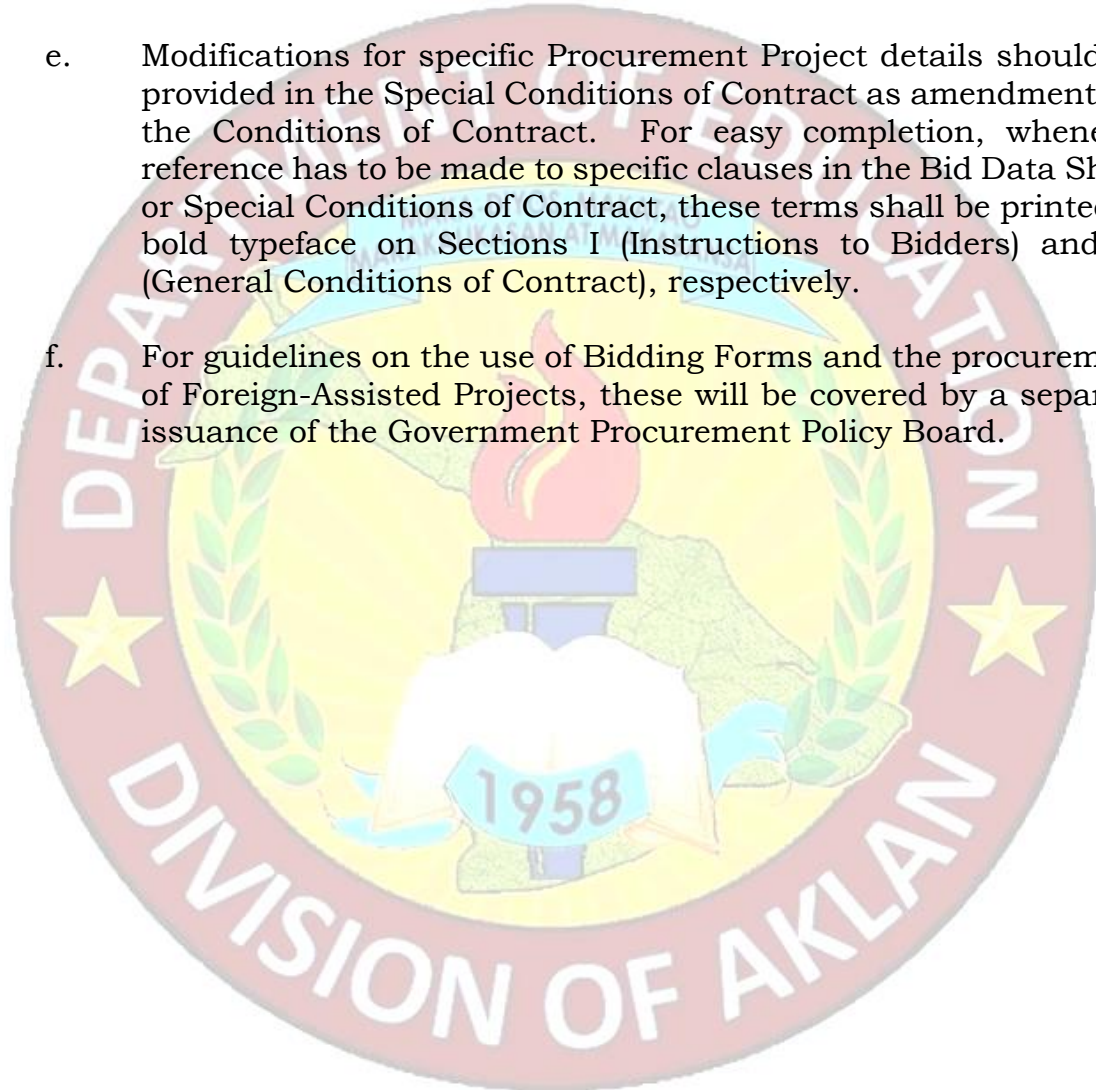 e. Modifications for specific Procurement Project details should
provided in the Special Conditions of Contract as amendment
the Conditions of Contract. For easy completion, whene
reference has to be made to specific clauses in the Bid Data Sh
or Special Conditions of Contract, these terms shall be printed
bold typeface on Sections I (Instructions to Bidders) and
(General Conditions of Contract), respectively.
f. For guidelines on the use of Bidding Forms and the procurem
of Foreign-Assisted Projects, these will be covered by a separ
issuance of the Government Procurement Policy Board.
DEPARTMENT OF EDUCATION
1958
DIVISION OF AKLAN